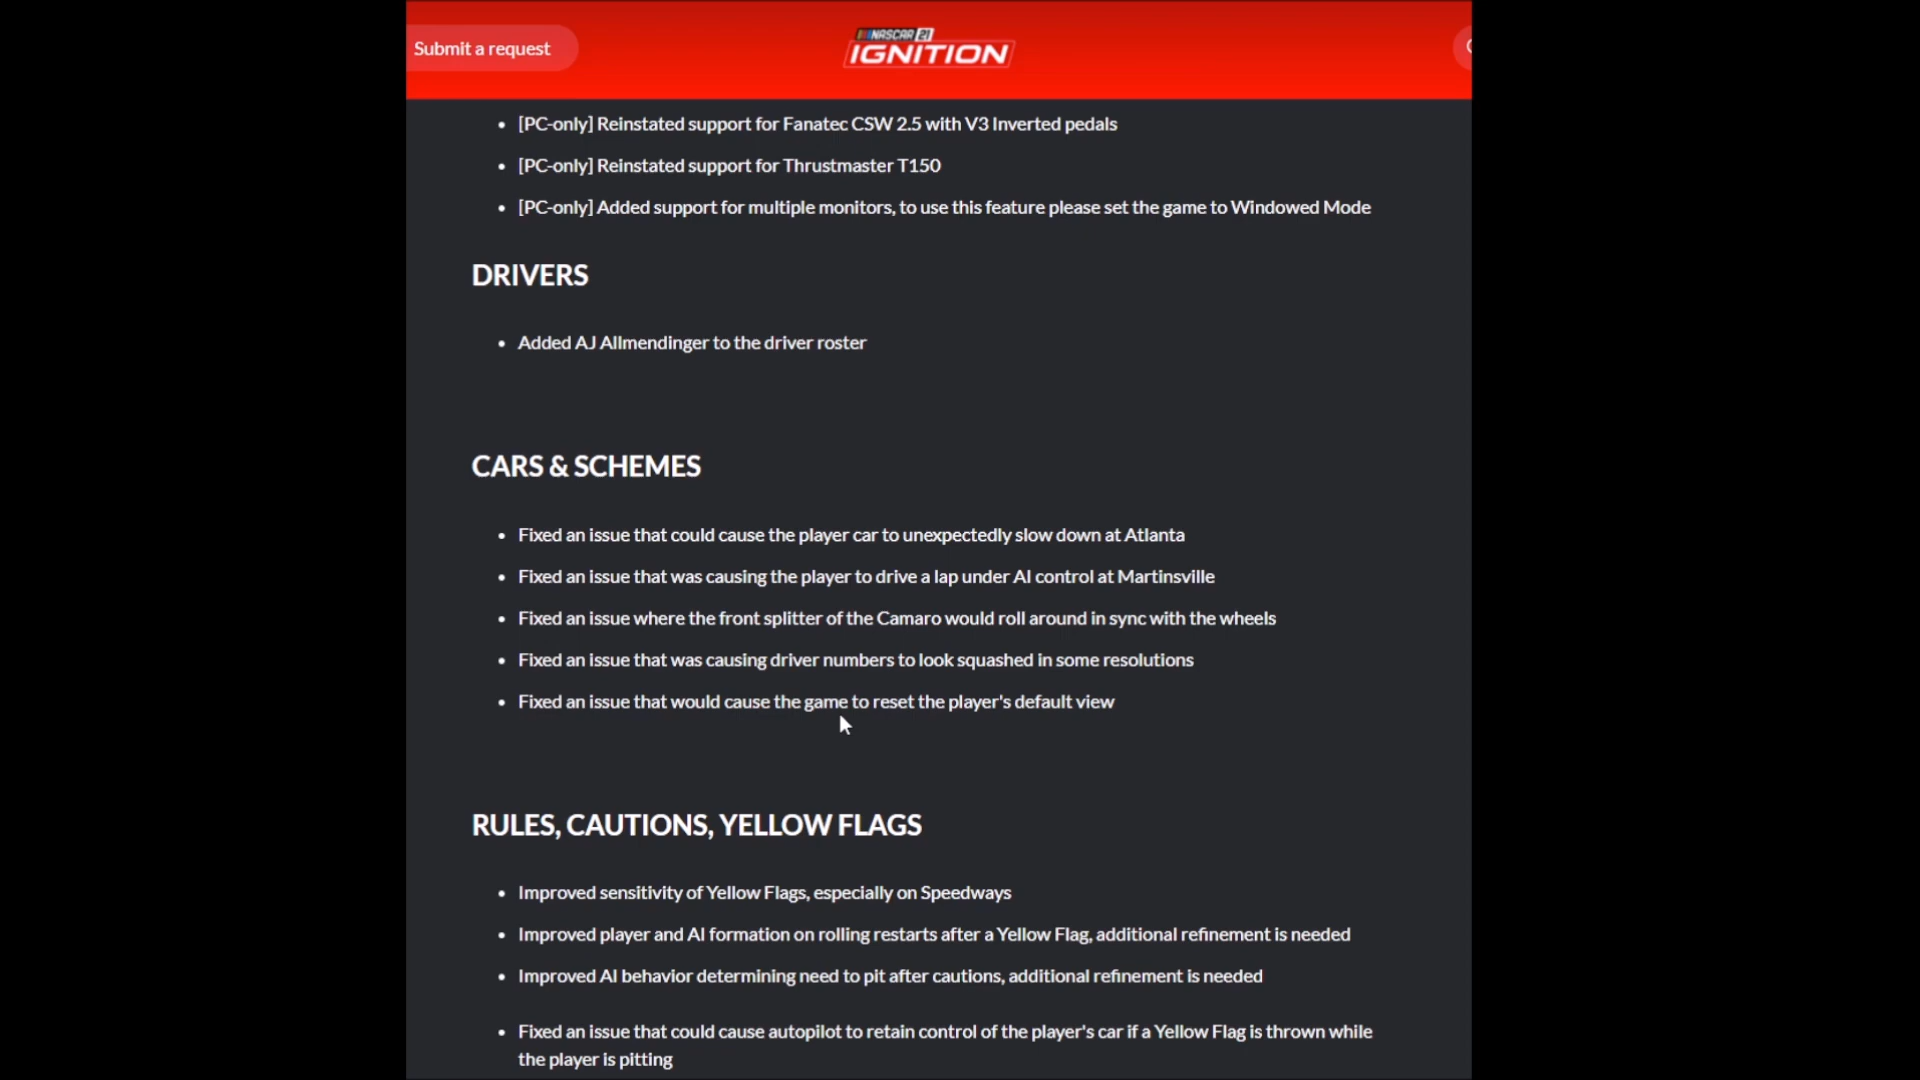 Submit a request
NASCAR 21
IGNITION
• [PC-only] Reinstated support for Fanatec CSW 2.5 with V3 Inverted pedals
• [PC-only] Reinstated support for Thrustmaster T150
• [PC-only] Added support for multiple monitors, to use this feature please set the game to Windowed Mode
DRIVERS
• Added AJ Allmendinger to the driver roster
CARS & SCHEMES
• Fixed an issue that could cause the player car to unexpectedly slow down at Atlanta
• Fixed an issue that was causing the player to drive a lap under AI control at Martinsville
• Fixed an issue where the front splitter of the Camaro would roll around in sync with the wheels
• Fixed an issue that was causing driver numbers to look squashed in some resolutions
• Fixed an issue that would cause the game to reset the player's default view
RULES, CAUTIONS, YELLOW FLAGS
• Improved sensitivity of Yellow Flags, especially on Speedways
• Improved player and AI formation on rolling restarts after a Yellow Flag, additional refinement is needed
• Improved AI behavior determining need to pit after cautions, additional refinement is needed
• Fixed an issue that could cause autopilot to retain control of the player's car if a Yellow Flag is thrown while
the player is pitting